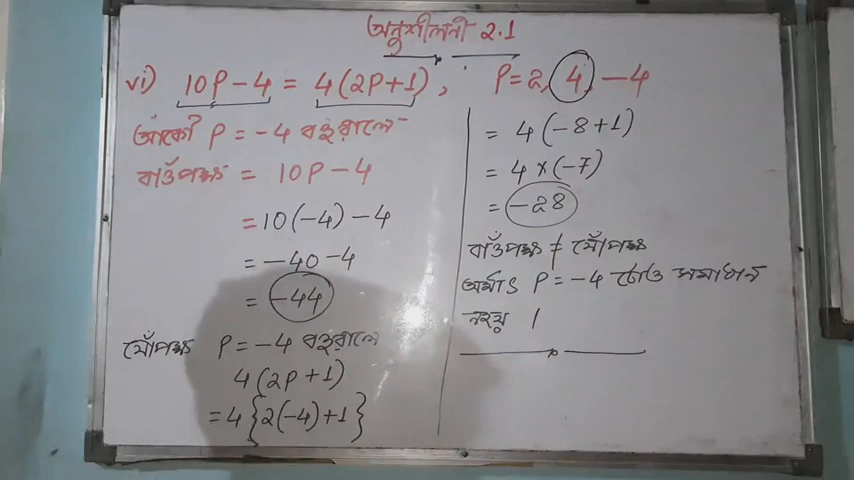 অনুশীলনী 2.1
vi) 10P - 4 = 4(2P+1), P = 2, 4, -4
আকৌ P = -4 বহুৱালে
বাওঁপক্ষ = 10P - 4
= 10(-4) - 4
= -40 - 4
= -44
সোঁপক্ষ P = -4 বহুৱালে
4(2P+1)
= 4{2(-4)+1}
= 4(-8+1)
= 4×(-7)
= -28
বাওঁপক্ষ ≠ সোঁপক্ষ
অৰ্থাৎ P = -4 টোও সমাধান
নহয় ।